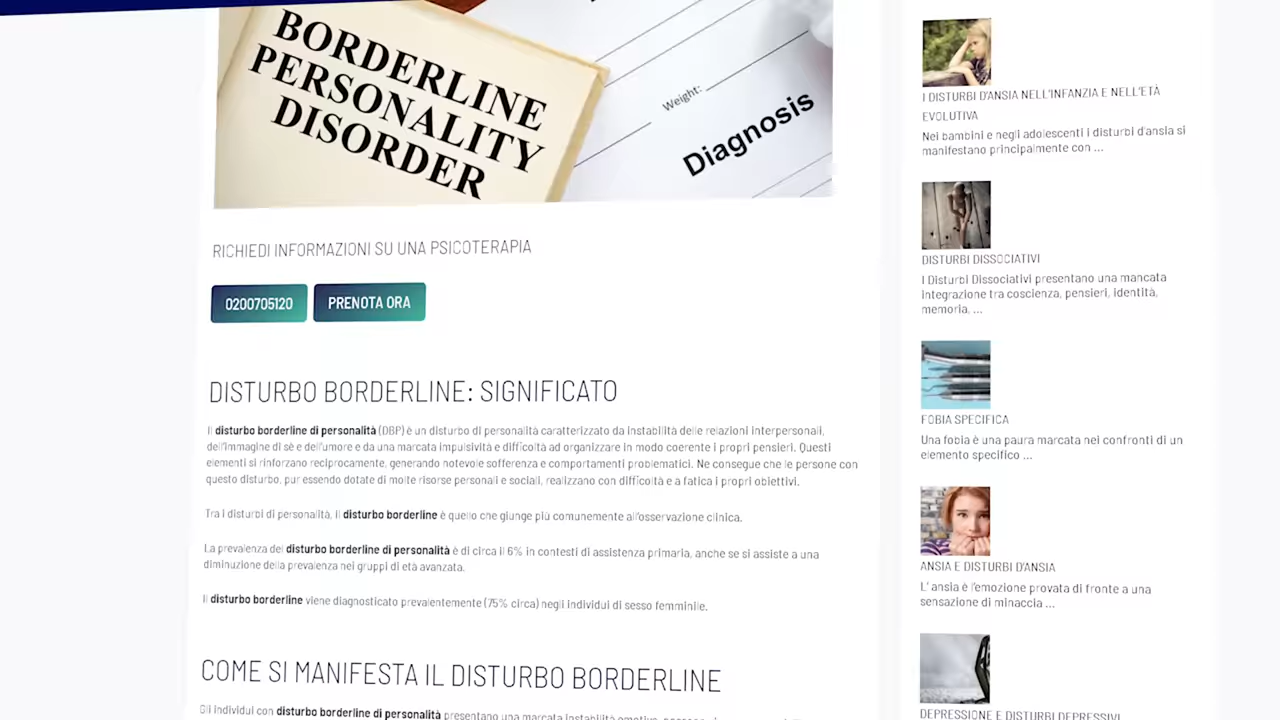 BORDERLINE
PERSONALITY
DISORDER
Weight:
Diagnosis
RICHIEDI INFORMAZIONI SU UNA PSICOTERAPIA
0200705120
PRENOTA ORA
DISTURBO BORDERLINE: SIGNIFICATO
Il disturbo borderline di personalità (DBP) è un disturbo di personalità caratterizzato da instabilità delle relazioni interpersonali,
dell'immagine di sé e dell'umore e da una marcata impulsività e difficoltà ad organizzare in modo coerente i propri pensieri. Questi
elementi si rinforzano reciprocamente, generando notevole sofferenza e comportamenti problematici. Ne consegue che le persone con
questo disturbo, pur essendo dotate di molte risorse personali e sociali, realizzano con difficoltà e a fatica i propri obiettivi.
Tra i disturbi di personalità, il disturbo borderline è quello che giunge più comunemente all'osservazione clinica.
La prevalenza del disturbo borderline di personalità è di circa il 6% in contesti di assistenza primaria, anche se si assiste a una
diminuzione della prevalenza nei gruppi di età avanzata.
Il disturbo borderline viene diagnosticato prevalentemente (75% circa) negli individui di sesso femminile.
COME SI MANIFESTA IL DISTURBO BORDERLINE
Gli individui con disturbo borderline di personalità presentano una marcata instabilità emotiva,
I DISTURBI D'ANSIA NELL'INFANZIA E NELL'ETÀ
EVOLUTIVA
Nei bambini e negli adolescenti i disturbi d'ansia si
manifestano principalmente con ...
DISTURBI DISSOCIATIVI
I Disturbi Dissociativi presentano una mancata
integrazione tra coscienza, pensieri, identità,
memoria, ...
FOBIA SPECIFICA
Una fobia è una paura marcata nei confronti di un
elemento specifico ...
ANSIA E DISTURBI D'ANSIA
L' ansia è l'emozione provata di fronte a una
sensazione di minaccia ...
DEPRESSIONE E DISTURBI DEPRESSIVI